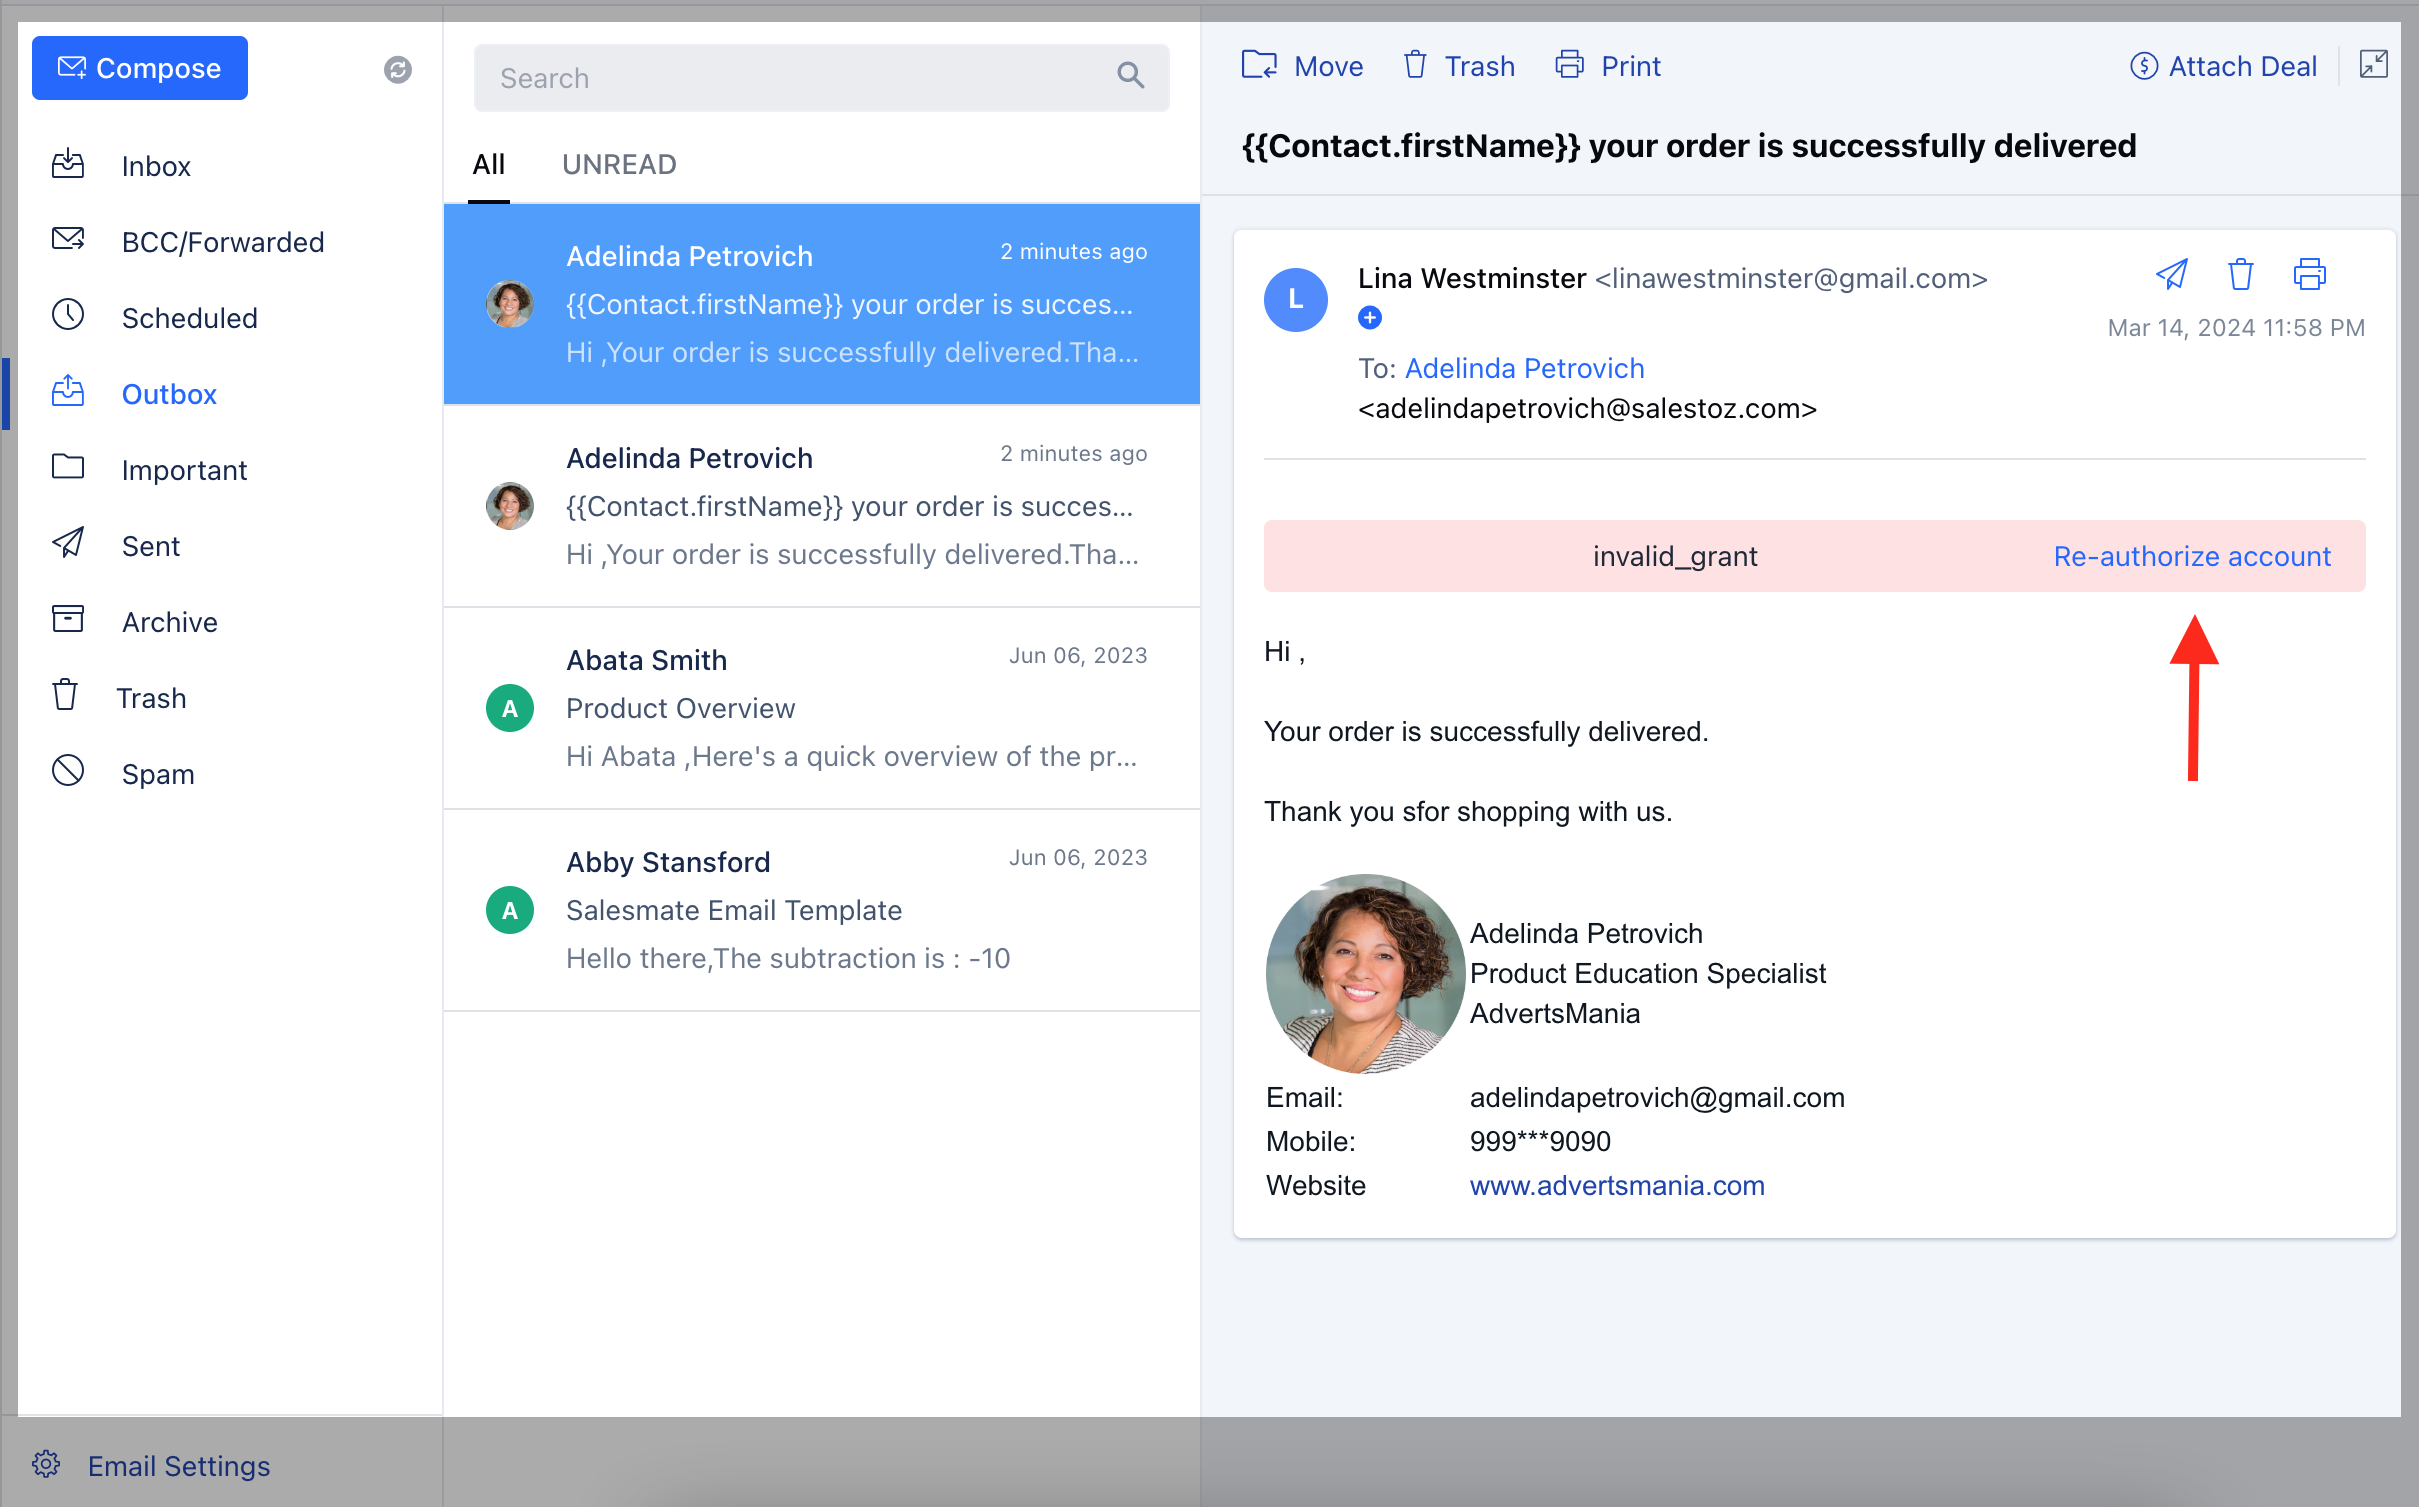 Compose
Inbox
BCC/Forwarded
Scheduled
Outbox
Important
Sent
Archive
Trash
Spam
Email Settings
Search
All UNREAD
Adelinda Petrovich 2 minutes ago
{{Contact.firstName}} your order is succes...
Hi ,Your order is successfully delivered.Tha...
Adelinda Petrovich 2 minutes ago
{{Contact.firstName}} your order is succes...
Hi ,Your order is successfully delivered.Tha...
A
Abata Smith Jun 06, 2023
Product Overview
Hi Abata ,Here's a quick overview of the pr...
A
Abby Stansford Jun 06, 2023
Salesmate Email Template
Hello there,The subtraction is : -10
Move Trash Print Attach Deal
{{Contact.firstName}} your order is successfully delivered
L
Lina Westminster <linawestminster@gmail.com>
Mar 14, 2024 11:58 PM
To: Adelinda Petrovich
<adelindapetrovich@salestoz.com>
invalid_grant Re-authorize account
Hi ,
Your order is successfully delivered.
Thank you sfor shopping with us.
Adelinda Petrovich
Product Education Specialist
AdvertsMania
Email: adelindapetrovich@gmail.com
Mobile: 999***9090
Website www.advertsmania.com